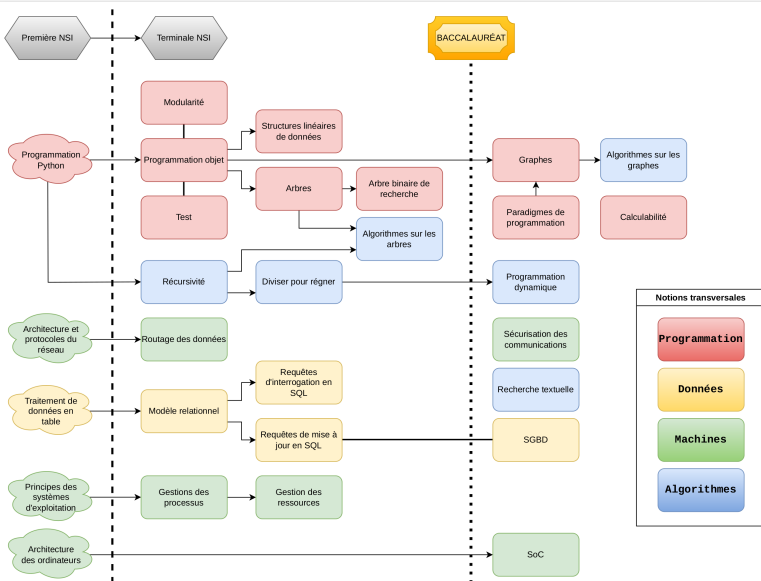 Première NSI
Terminale NSI
BACCALAURÉAT
Modularité
Structures linéaires
de données
Programmation
Python
Programmation objet
Graphes
Algorithmes sur les
graphes
Arbres
Arbre binaire de
recherche
Test
Paradigmes de
programmation
Calculabilité
Algorithmes sur les
arbres
Récursivité
Diviser pour régner
Programmation
dynamique
Architecture et
protocoles du
réseau
Routage des données
Sécurisation des
communications
Traitement de
données en
table
Modèle relationnel
Requêtes
d'interrogation en
SQL
Recherche textuelle
Requêtes de mise à
jour en SQL
SGBD
Principes des
systèmes
d'exploitation
Gestions des
processus
Gestion des
ressources
Architecture
des ordinateurs
SoC
Notions transversales
Programmation
Données
Machines
Algorithmes